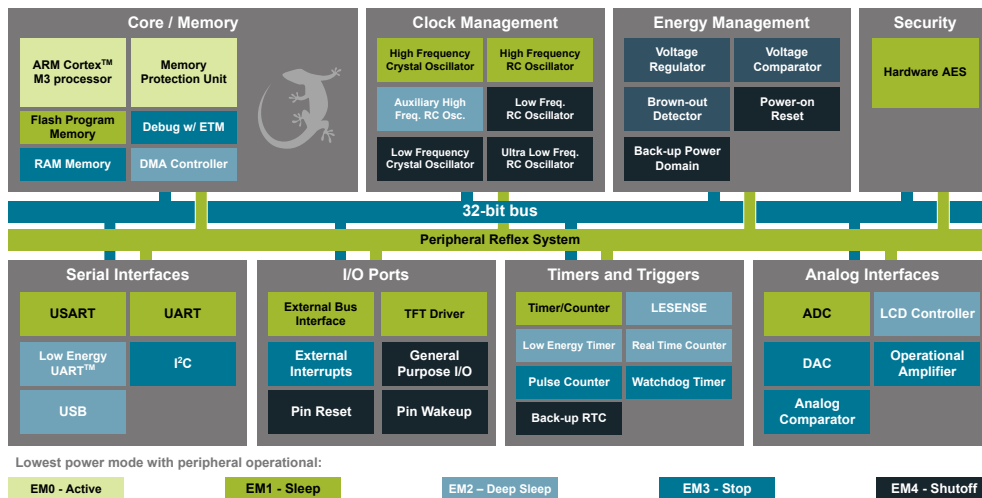 Core / Memory
ARM Cortex™
M3 processor
Memory
Protection Unit
Flash Program
Memory
Debug w/ ETM
RAM Memory
DMA Controller
Clock Management
High Frequency
Crystal Oscillator
High Frequency
RC Oscillator
Auxiliary High
Freq. RC Osc.
Low Freq.
RC Oscillator
Low Frequency
Crystal Oscillator
Ultra Low Freq.
RC Oscillator
Energy Management
Voltage
Regulator
Voltage
Comparator
Brown-out
Detector
Power-on
Reset
Back-up Power
Domain
Security
Hardware AES
32-bit bus
Peripheral Reflex System
Serial Interfaces
USART
UART
Low Energy
UART™
I²C
USB
I/O Ports
External Bus
Interface
TFT Driver
External
Interrupts
General
Purpose I/O
Pin Reset
Pin Wakeup
Timers and Triggers
Timer/Counter
LESENSE
Low Energy Timer
Real Time Counter
Pulse Counter
Watchdog Timer
Back-up RTC
Analog Interfaces
ADC
LCD Controller
DAC
Operational
Amplifier
Analog
Comparator
Lowest power mode with peripheral operational:
EM0 - Active
EM1 - Sleep
EM2 – Deep Sleep
EM3 - Stop
EM4 - Shutoff